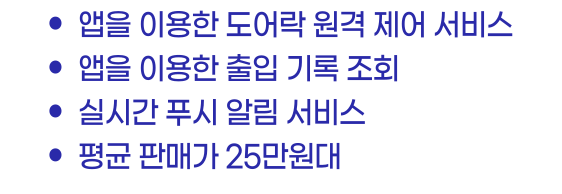 • 앱을 이용한 도어락 원격 제어 서비스
• 앱을 이용한 출입 기록 조회
• 실시간 푸시 알림 서비스
• 평균 판매가 25만원대